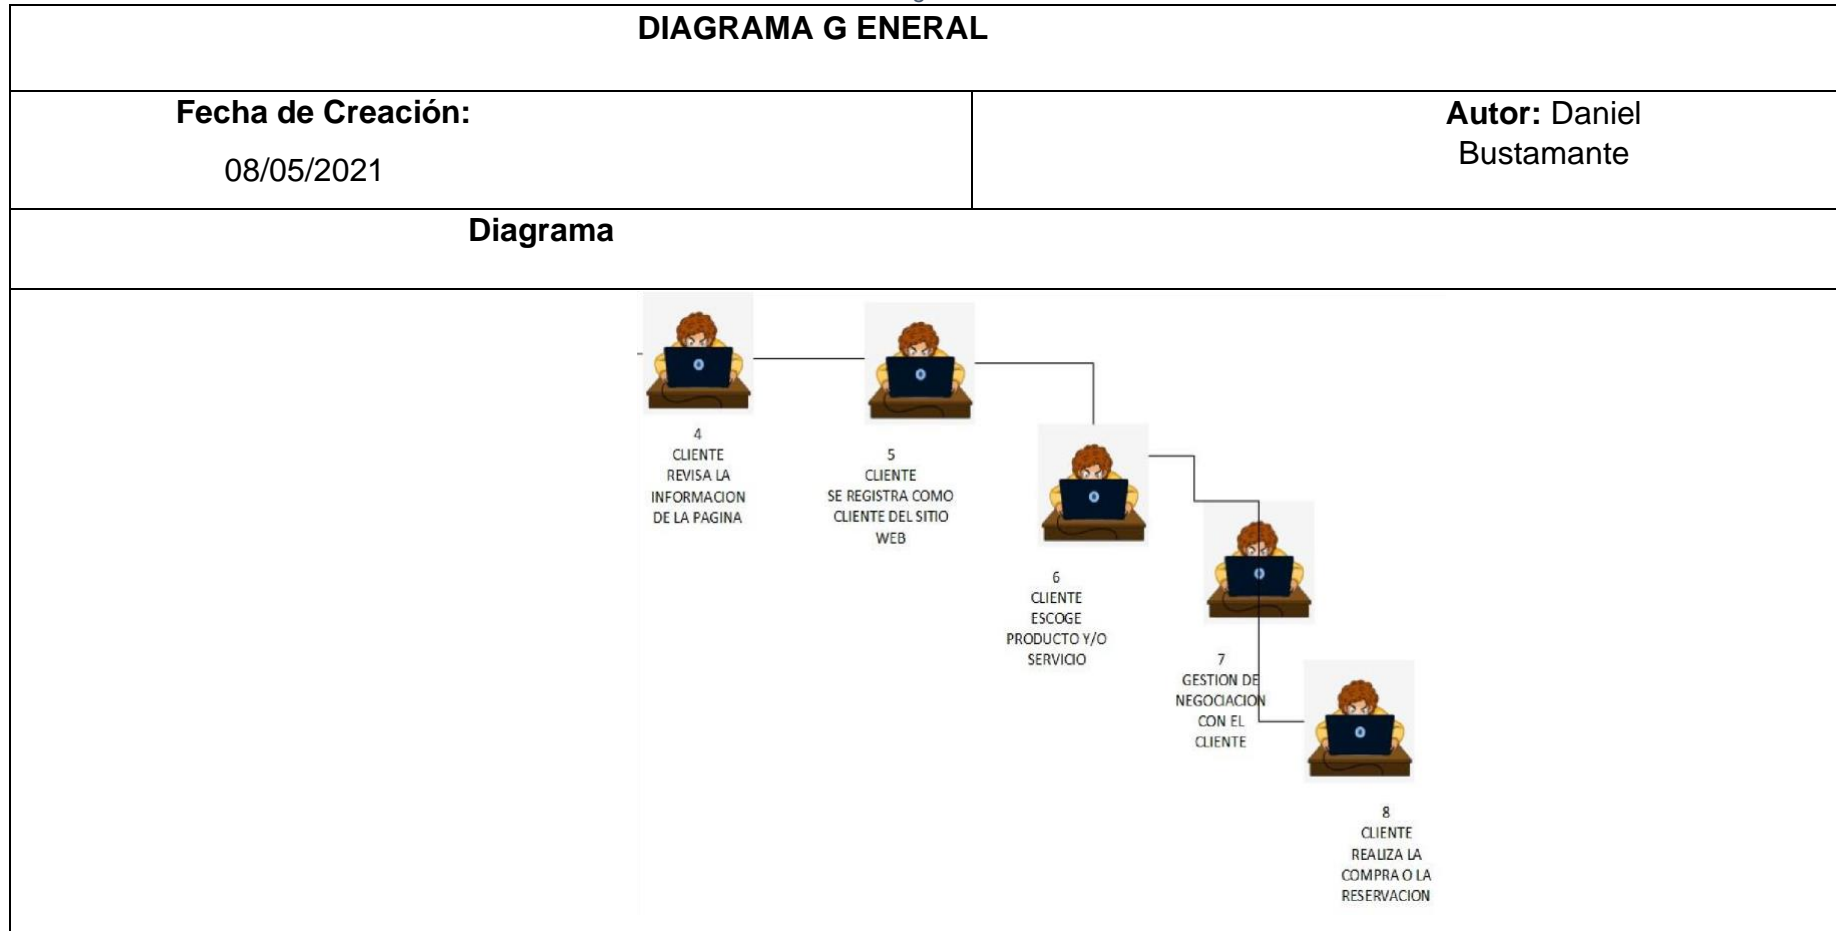 DIAGRAMA G ENERAL
Fecha de Creación:
08/05/2021
Autor: Daniel
Bustamante
Diagrama
4
CLIENTE
REVISA LA
INFORMACION
DE LA PAGINA
5
CLIENTE
SE REGISTRA COMO
CLIENTE DEL SITIO
WEB
6
CLIENTE
ESCOGE
PRODUCTO Y/O
SERVICIO
7
GESTION DE
NEGOCIACION
CON EL
CLIENTE
8
CLIENTE
REALIZA LA
COMPRA O LA
RESERVACION